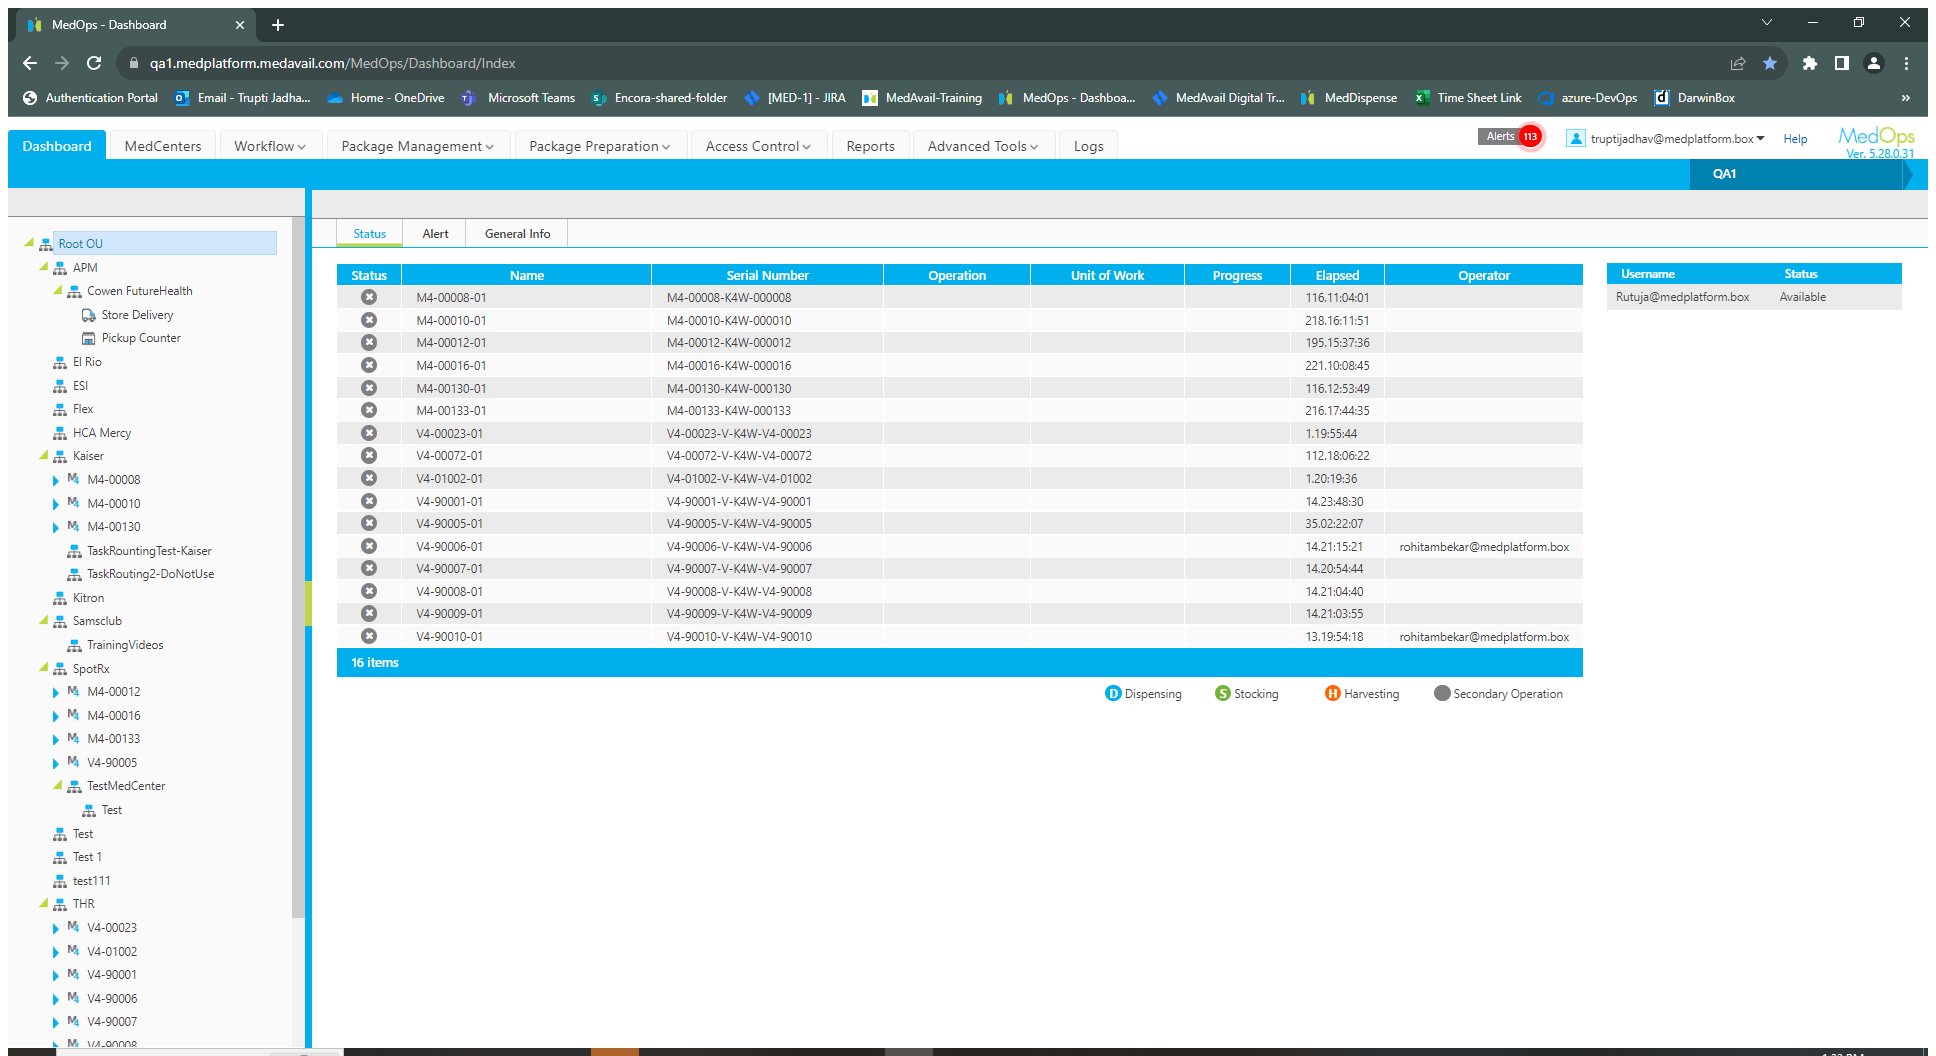 MedOps - Dashboard
qa1.medplatform.medavail.com/MedOps/Dashboard/Index
Authentication Portal Email - Trupti Jadha... Home - OneDrive Microsoft Teams Encora-shared-folder [MED-1] - JIRA MedAvail-Training MedOps - Dashboa... MedAvail Digital Tr... MedDispense Time Sheet Link azure-DevOps DarwinBox »
Dashboard MedCenters Workflow Package Management Package Preparation Access Control Reports Advanced Tools Logs
Alerts 113 truptijadhav@medplatform.box Help MedOps
Ver. 5.28.0.31
QA1
Root OU
APM
Cowen FutureHealth
Store Delivery
Pickup Counter
El Rio
ESI
Flex
HCA Mercy
Kaiser
M4-00008
M4-00010
M4-00130
TaskRountingTest-Kaiser
TaskRouting2-DoNotUse
Kitron
Samsclub
TrainingVideos
SpotRx
M4-00012
M4-00016
M4-00133
V4-90005
TestMedCenter
Test
Test
Test 1
test111
THR
V4-00023
V4-01002
V4-90001
V4-90006
V4-90007
V4-90008
Status Alert General Info
Status Name Serial Number Operation Unit of Work Progress Elapsed Operator
M4-00008-01 M4-00008-K4W-000008 116.11:04:01
M4-00010-01 M4-00010-K4W-000010 218.16:11:51
M4-00012-01 M4-00012-K4W-000012 195.15:37:36
M4-00016-01 M4-00016-K4W-000016 221.10:08:45
M4-00130-01 M4-00130-K4W-000130 116.12:53:49
M4-00133-01 M4-00133-K4W-000133 216.17:44:35
V4-00023-01 V4-00023-V-K4W-V4-00023 1.19:55:44
V4-00072-01 V4-00072-V-K4W-V4-00072 112.18:06:22
V4-01002-01 V4-01002-V-K4W-V4-01002 1.20:19:36
V4-90001-01 V4-90001-V-K4W-V4-90001 14.23:48:30
V4-90005-01 V4-90005-V-K4W-V4-90005 35.02:22:07
V4-90006-01 V4-90006-V-K4W-V4-90006 14.21:15:21 rohitambekar@medplatform.box
V4-90007-01 V4-90007-V-K4W-V4-90007 14.20:54:44
V4-90008-01 V4-90008-V-K4W-V4-90008 14.21:04:40
V4-90009-01 V4-90009-V-K4W-V4-90009 14.21:03:55
V4-90010-01 V4-90010-V-K4W-V4-90010 13.19:54:18 rohitambekar@medplatform.box
16 items
D Dispensing S Stocking H Harvesting Secondary Operation
Username Status
Rutuja@medplatform.box Available